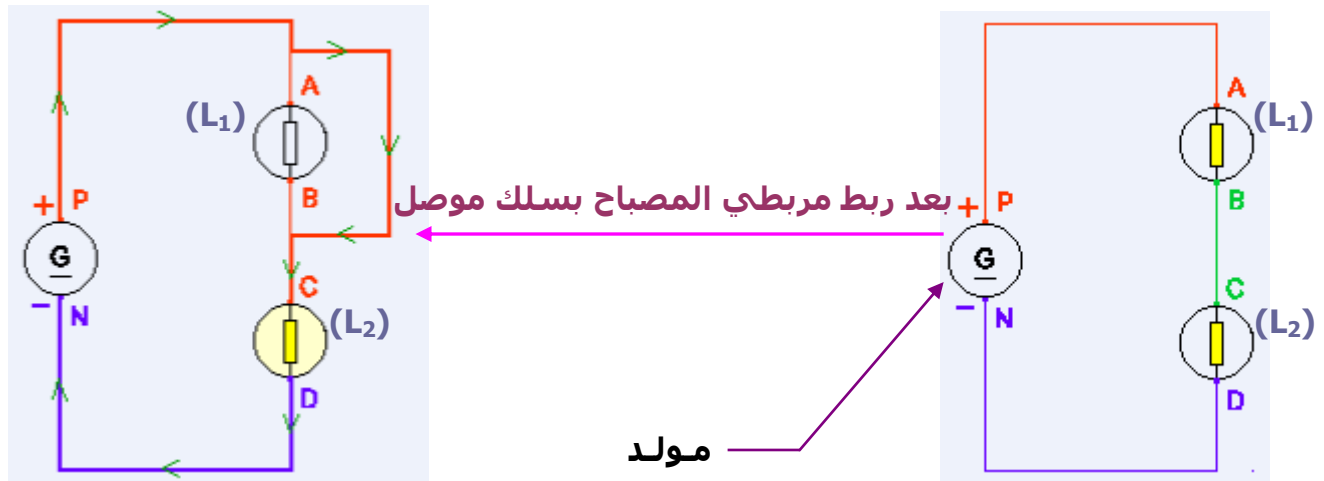 A
(L₁)
B
+ P
G
- N
C
(L₂)
D
بعد ربط مربطي المصباح بسلك موصل
A
(L₁)
B
+ P
G
- N
C
(L₂)
D
مـولـد